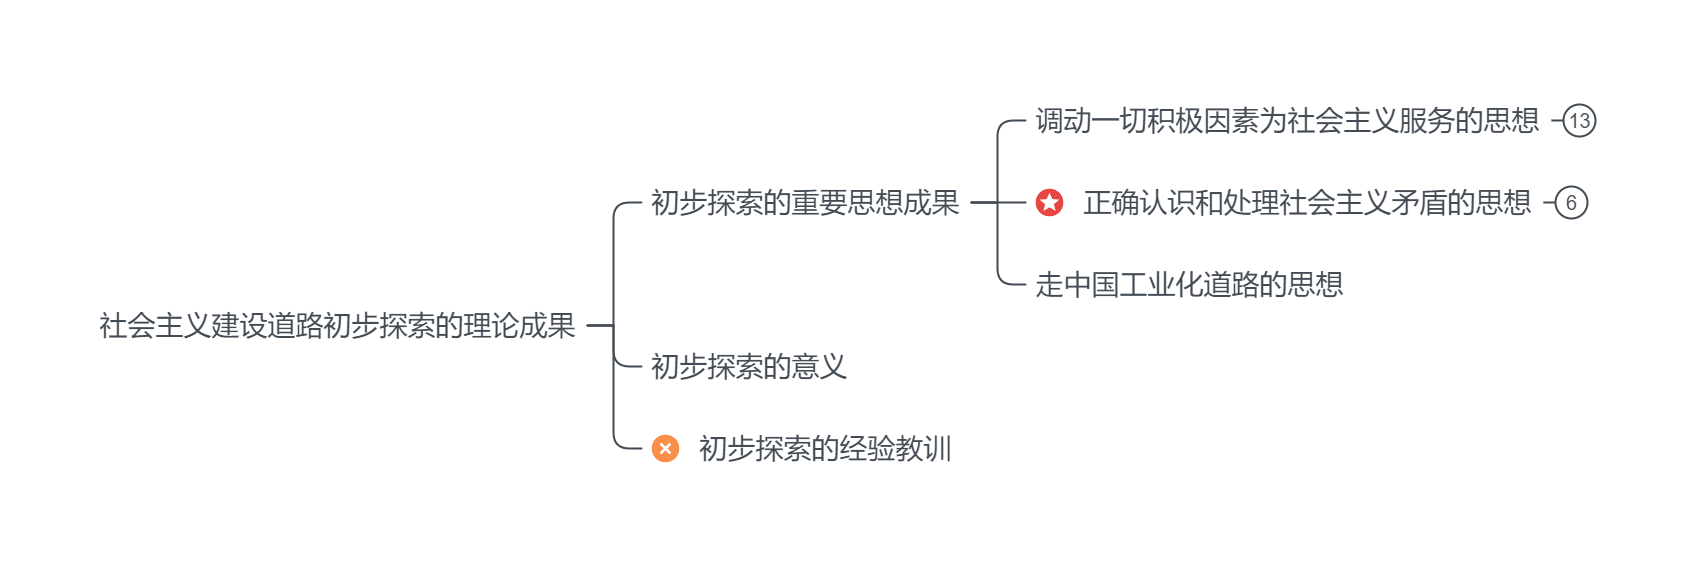 调动一切积极因素为社会主义服务的思想 13
初步探索的重要思想成果
正确认识和处理社会主义矛盾的思想 6
走中国工业化道路的思想
社会主义建设道路初步探索的理论成果
初步探索的意义
初步探索的经验教训